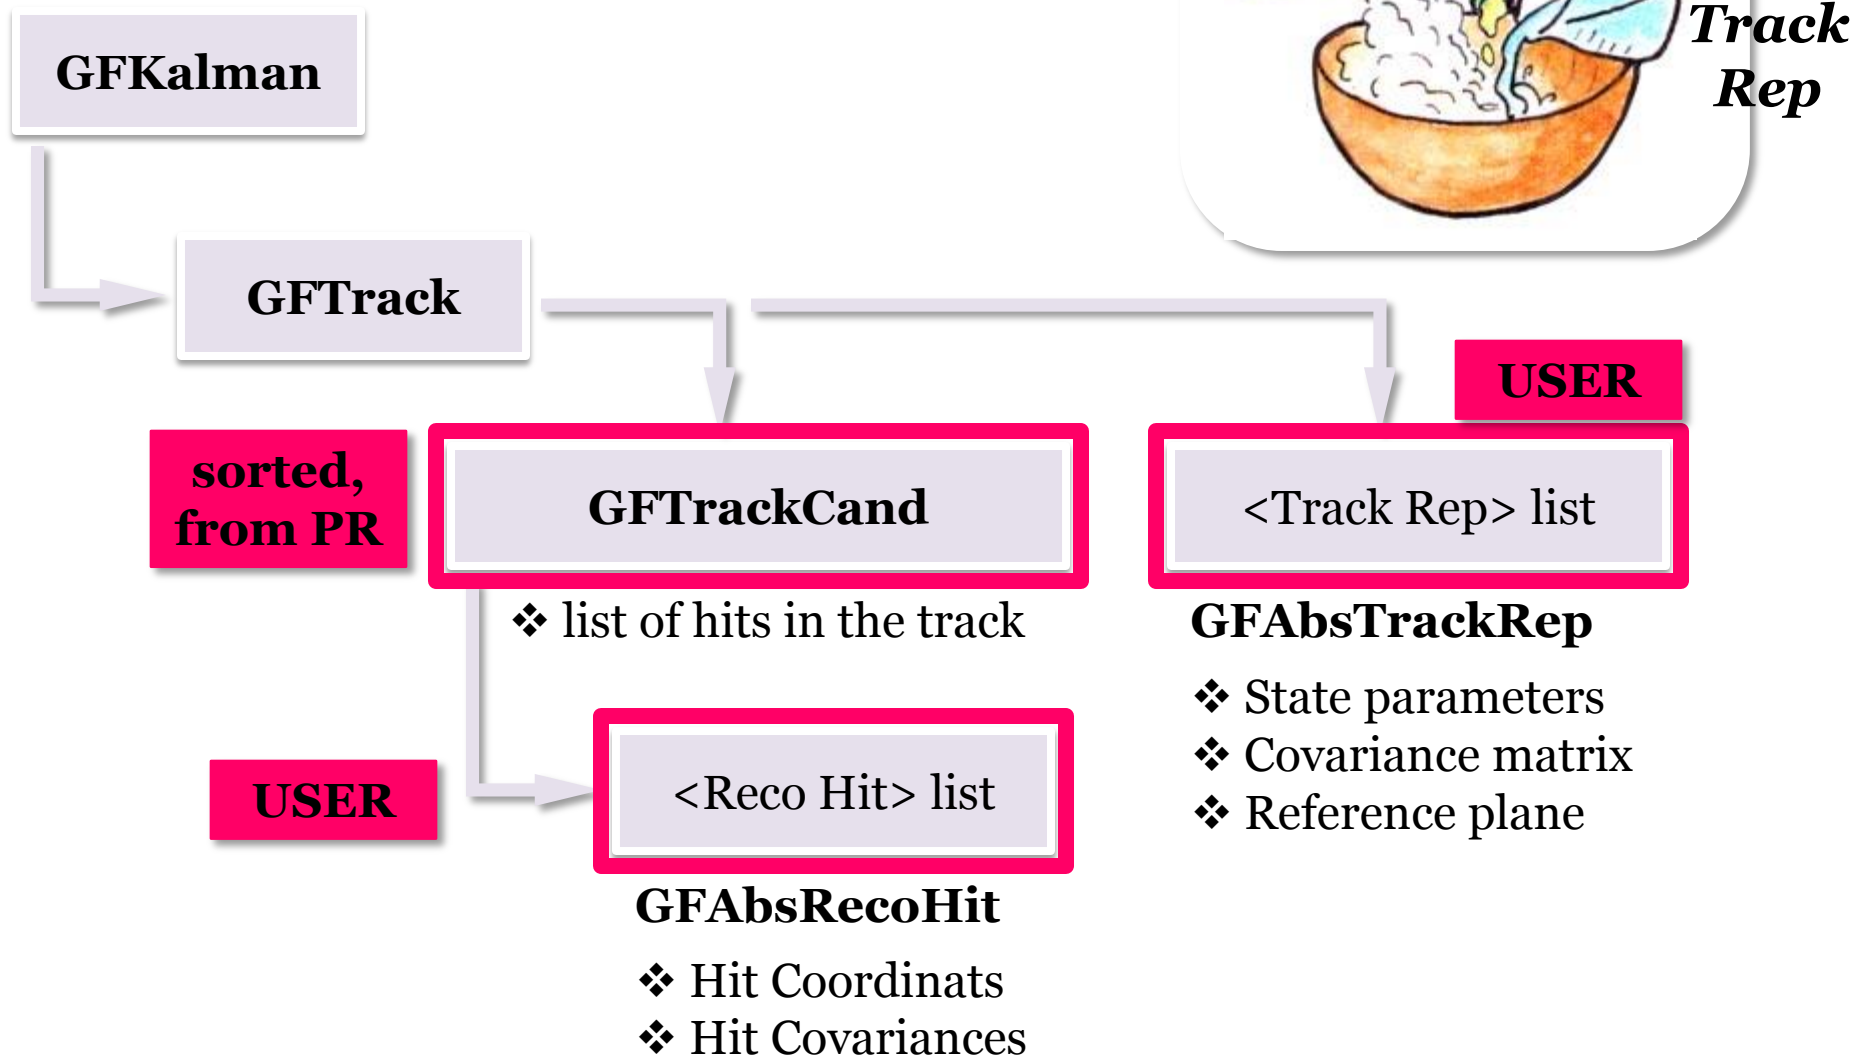 Track
Rep
GFKalman
GFTrack
USER
sorted,
from PR
GFTrackCand
<Track Rep> list
❖ list of hits in the track
GFAbsTrackRep
❖ State parameters
❖ Covariance matrix
❖ Reference plane
USER
<Reco Hit> list
GFAbsRecoHit
❖ Hit Coordinats
❖ Hit Covariances